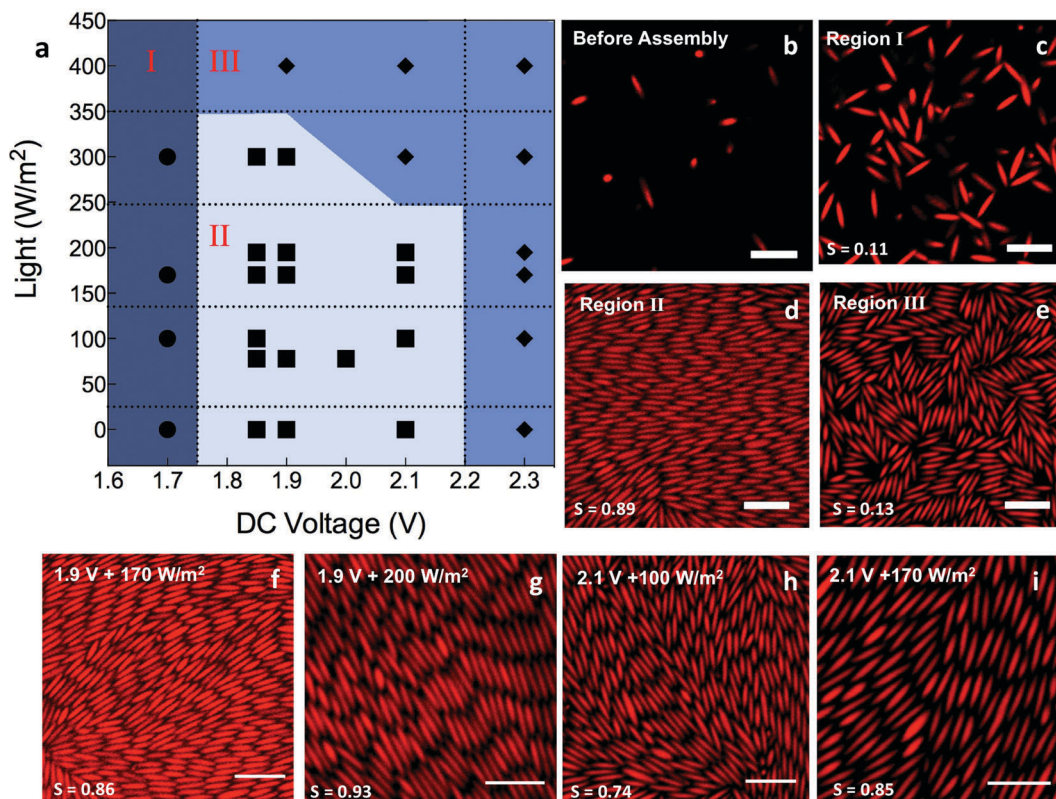 a
I
III
II
450
400
350
300
250
200
150
100
50
0
Light (W/m²)
1.6 1.7 1.8 1.9 2.0 2.1 2.2 2.3
DC Voltage (V)
Before Assembly
b
Region I
c
S = 0.11
Region II
d
S = 0.89
Region III
e
S = 0.13
1.9 V + 170 W/m²
f
S = 0.86
1.9 V + 200 W/m²
g
S = 0.93
2.1 V +100 W/m²
h
S = 0.74
2.1 V +170 W/m²
i
S = 0.85